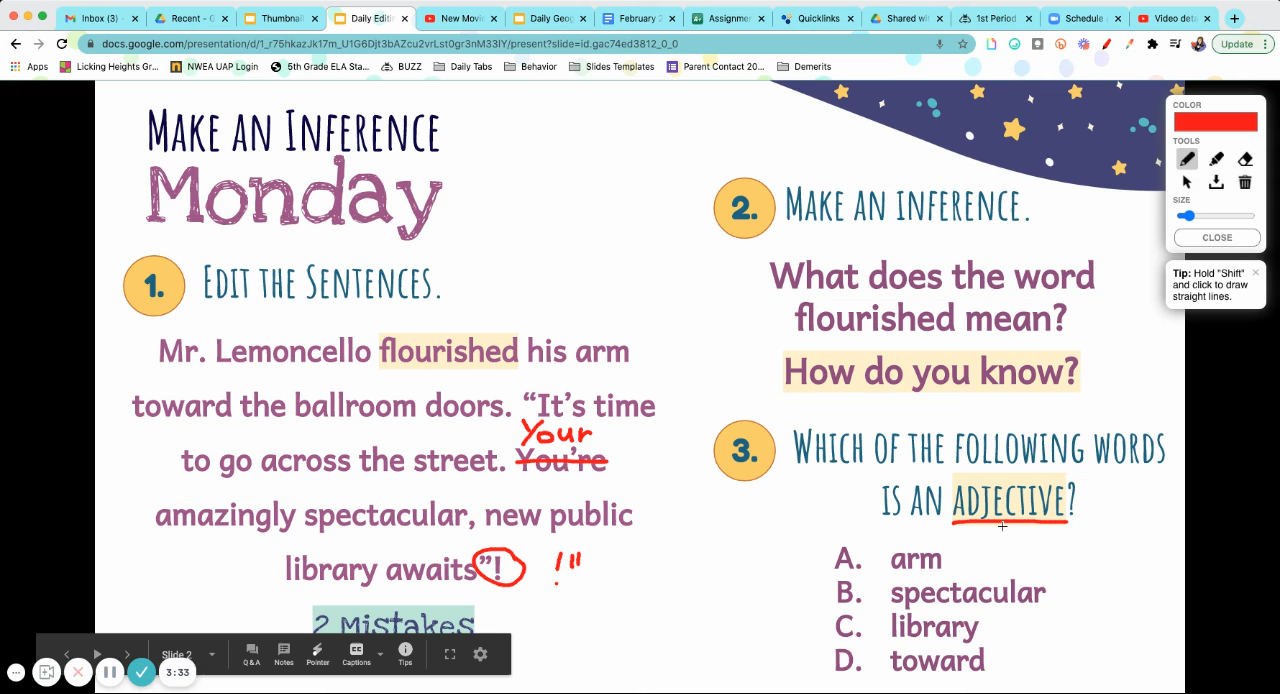 Inbox (3)
Recent - G
Thumbnai
Daily Editi
New Movi
Daily Geog
February 2
Assignmen
Quicklinks
Shared wit
1st Period
Schedule
Video deta
docs.google.com/presentation/d/1_r75hkazJk17m_U1G6Djt3bAZcu2vrLst0gr3nM33IY/present?slide=id.gac74ed3812_0_0
Update
Apps
Licking Heights Gr...
NWEA UAP Login
5th Grade ELA Sta...
BUZZ
Daily Tabs
Behavior
Slides Templates
Parent Contact 20...
Demerits
Make an Inference
Monday
1. Edit the Sentences.
Mr. Lemoncello flourished his arm
toward the ballroom doors. “It’s time
Your
to go across the street. You’re
amazingly spectacular, new public
library awaits”! !"
2 Mistakes
2. Make an inference.
What does the word
flourished mean?
How do you know?
3. Which of the following words
is an adjective?
A. arm
B. spectacular
C. library
D. toward
COLOR
TOOLS
SIZE
CLOSE
Tip: Hold "Shift"
and click to draw
straight lines.
Slide 2
Q & A
Notes
Pointer
Captions
Tips
3:33